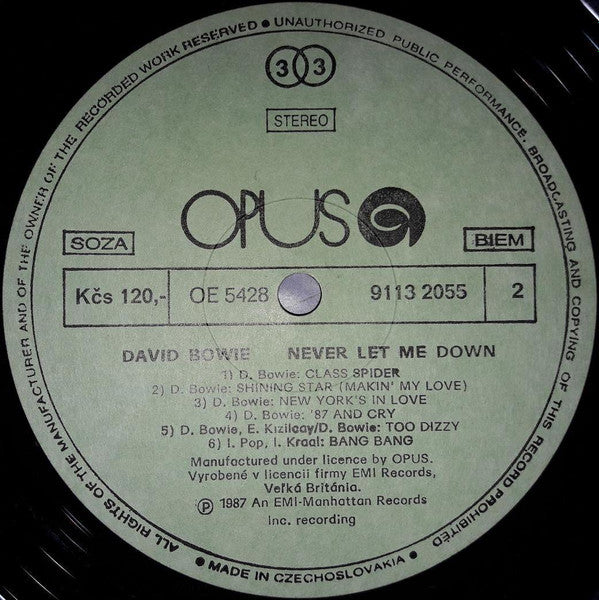 ALL RIGHTS OF THE MANUFACTURER AND OF THE OWNER OF THE RECORDED WORK RESERVED ● UNAUTHORIZED PUBLIC PERFORMANCE, BROADCASTING AND COPYING OF THIS RECORD PROHIBITED
33
STEREO
OPUS
SOZA
BIEM
Kčs 120,- OE 5428 9113 2055 2
DAVID BOWIE NEVER LET ME DOWN
1) D. Bowie: CLASS SPIDER
2) D. Bowie: SHINING STAR (MAKIN' MY LOVE)
3) D. Bowie: NEW YORK'S IN LOVE
4) D. Bowie: '87 AND CRY
5) D. Bowie, E. Kizilcay/D. Bowie: TOO DIZZY
6) I. Pop, I. Kraal: BANG BANG
Manufactured under licence by OPUS.
Vyrobené v licencii firmy EMI Records,
Veľká Británia.
Ⓟ 1987 An EMI-Manhattan Records
Inc. recording
● MADE IN CZECHOSLOVAKIA ●